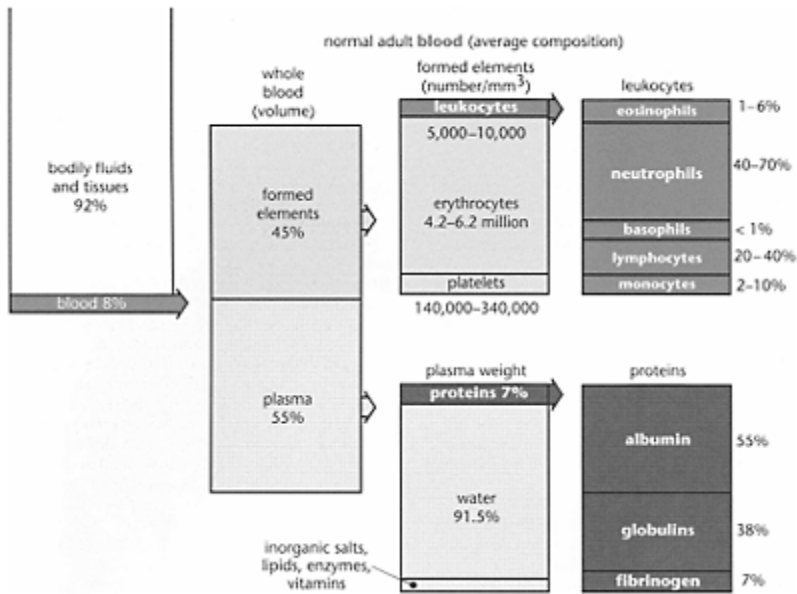 normal adult blood (average composition)
bodily fluids
and tissues
92%
blood 8%
whole
blood
(volume)
formed
elements
45%
plasma
55%
formed elements
(number/mm³)
leukocytes
5,000–10,000
erythrocytes
4.2–6.2 million
platelets
140,000–340,000
leukocytes
eosinophils 1–6%
neutrophils 40–70%
basophils < 1%
lymphocytes 20–40%
monocytes 2–10%
plasma weight
proteins 7%
water
91.5%
inorganic salts,
lipids, enzymes,
vitamins
proteins
albumin 55%
globulins 38%
fibrinogen 7%